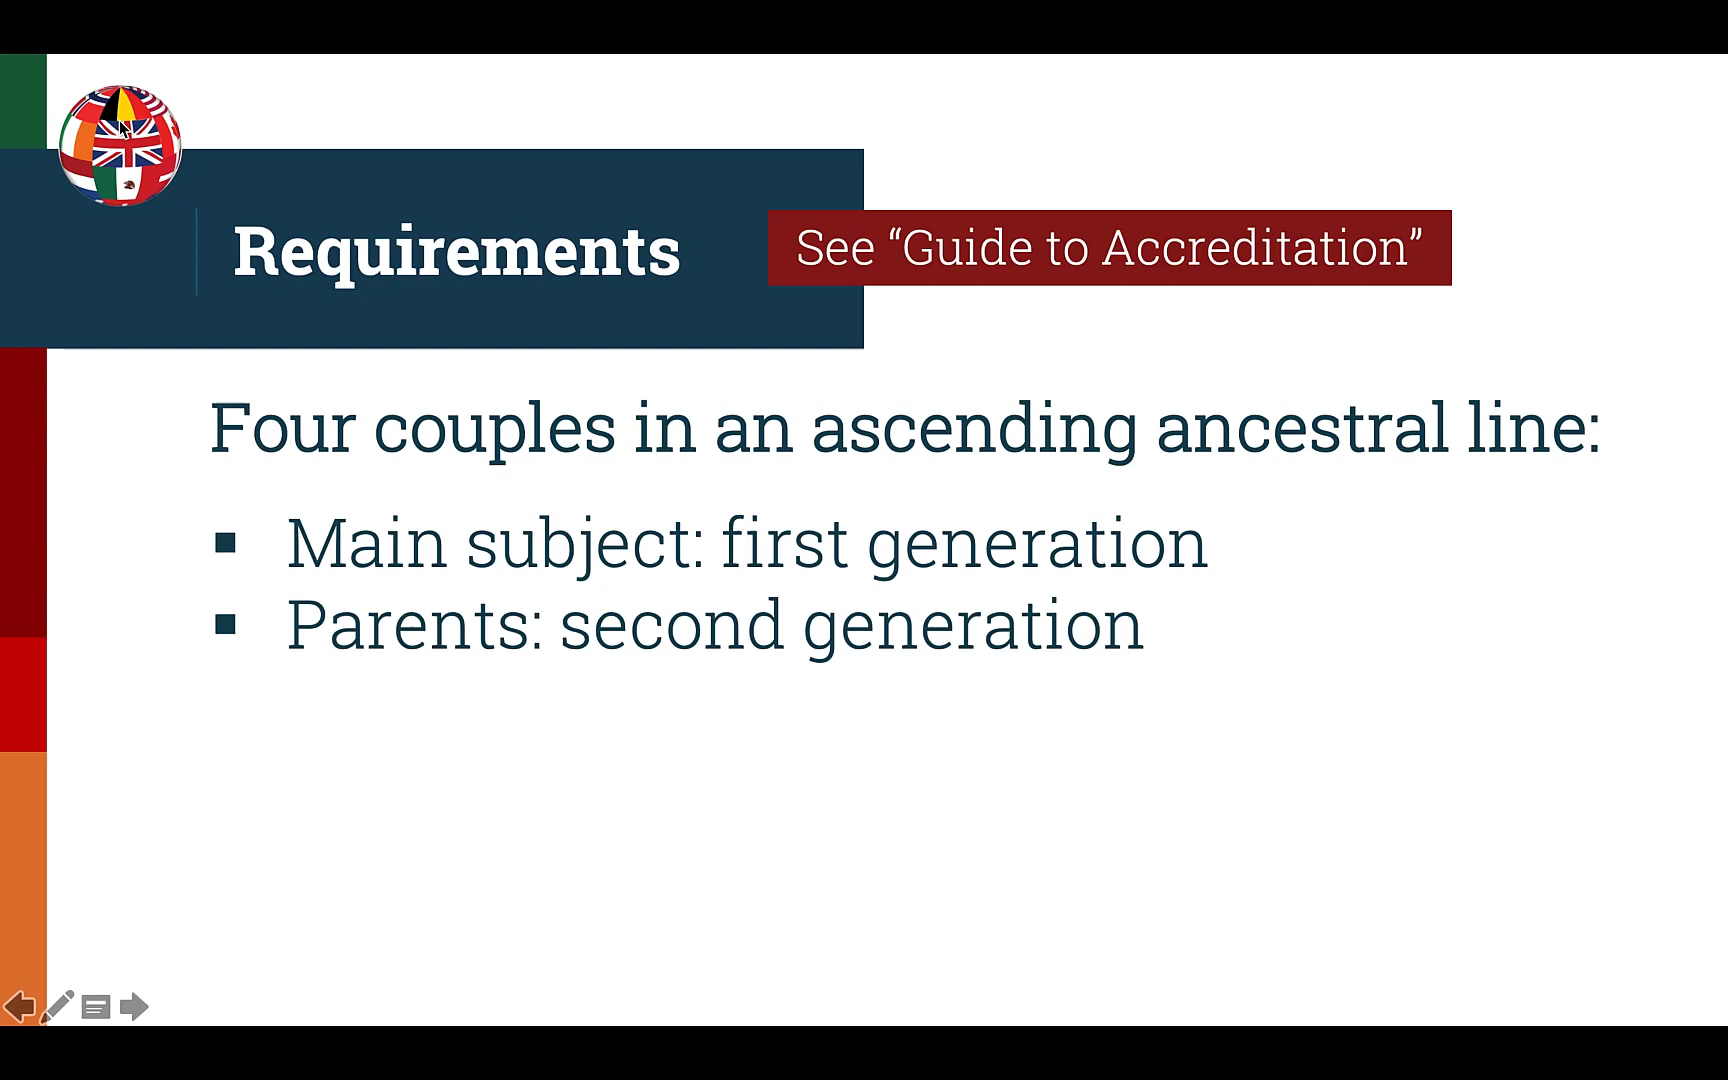 Requirements
See “Guide to Accreditation”
Four couples in an ascending ancestral line:
▪ Main subject: first generation
▪ Parents: second generation